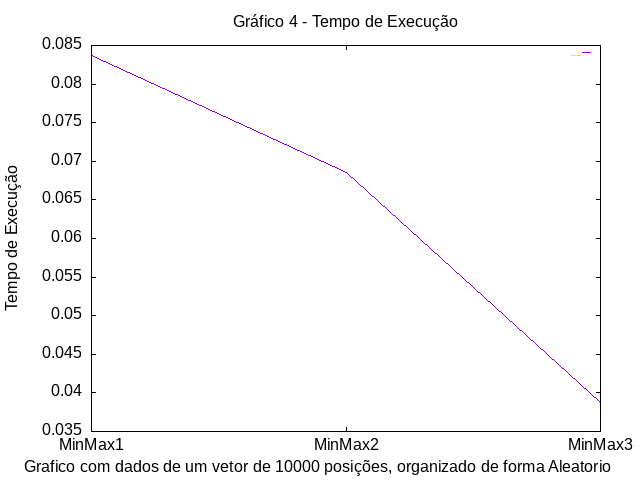 Gráfico 4 - Tempo de Execução
0.085
0.08
0.075
0.07
0.065
0.06
0.055
0.05
0.045
0.04
0.035
Tempo de Execução
MinMax1 MinMax2 MinMax3
Grafico com dados de um vetor de 10000 posições, organizado de forma Aleatorio